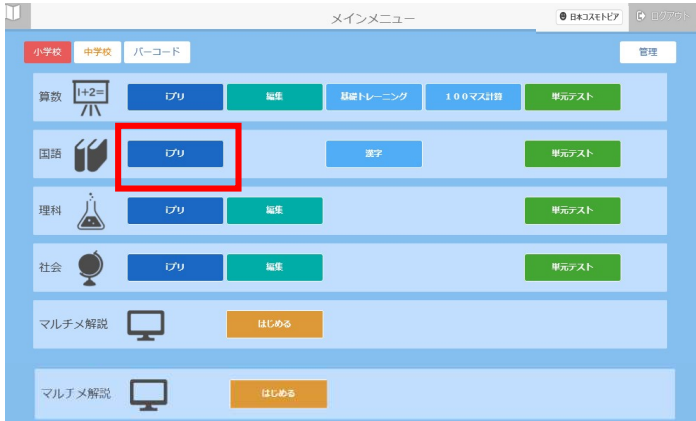 メインメニュー
日本コスモトピア
ログアウト
小学校 中学校 バーコード 管理
算数 1+2= iプリ 編集 基礎トレーニング 100マス計算 単元テスト
国語 iプリ 漢字 単元テスト
理科 iプリ 編集 単元テスト
社会 iプリ 編集 単元テスト
マルチメ解説 はじめる
マルチメ解説 はじめる